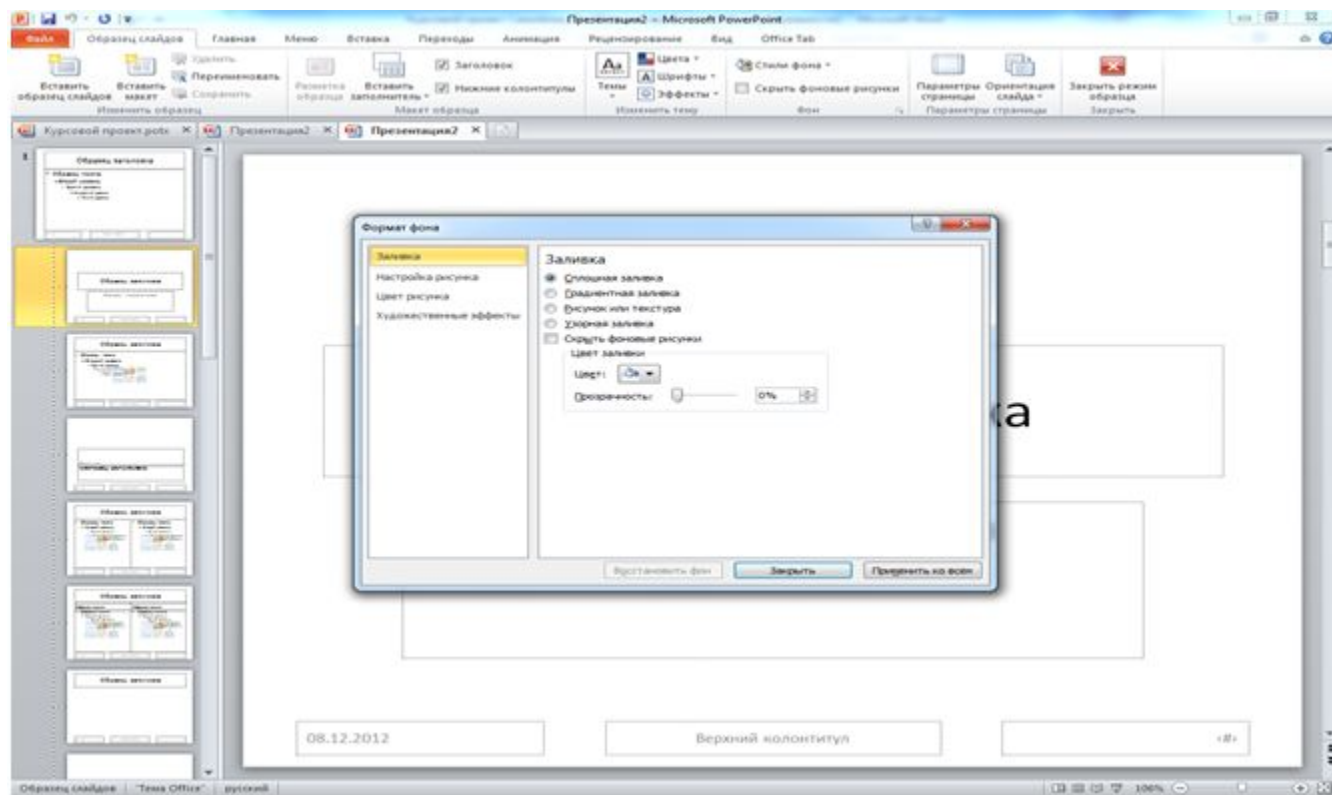 Презентация2 - Microsoft PowerPoint
Файл Образец слайдов Главная Меню Вставка Переходы Анимация Рецензирование Вид Office Tab
Вставить образец слайдов
Вставить макет
Удалить
Переименовать
Сохранить
Изменить образец
Разметка образца
Вставить заполнитель
Заголовок
Нижние колонтитулы
Макет образца
Темы
Цвета
Шрифты
Эффекты
Изменить тему
Стили фона
Скрыть фоновые рисунки
Фон
Параметры страницы
Ориентация слайда
Параметры страницы
Закрыть режим образца
Закрыть
Курсовой проект.potx Презентация2 Презентация2
1
Образец заголовка
Образец текста
Формат фона
Заливка
Настройка рисунка
Цвет рисунка
Художественные эффекты
Заливка
Сплошная заливка
Градиентная заливка
Рисунок или текстура
Узорная заливка
Скрыть фоновые рисунки
Цвет заливки
Цвет:
Прозрачность: 0%
Восстановить фон Закрыть Применить ко всем
ка
08.12.2012 Верхний колонтитул ‹#›
Образец слайдов "Тема Office" русский 100%